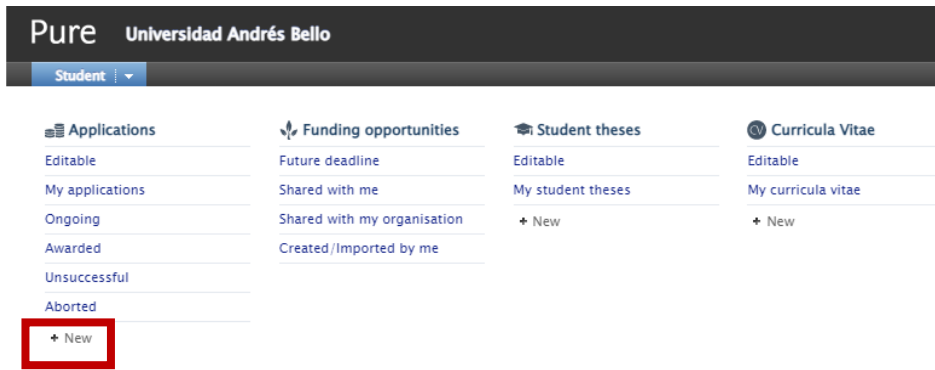 Pure Universidad Andrés Bello
Student
Applications
Editable
My applications
Ongoing
Awarded
Unsuccessful
Aborted
+ New
Funding opportunities
Future deadline
Shared with me
Shared with my organisation
Created/Imported by me
Student theses
Editable
My student theses
+ New
CV Curricula Vitae
Editable
My curricula vitae
+ New